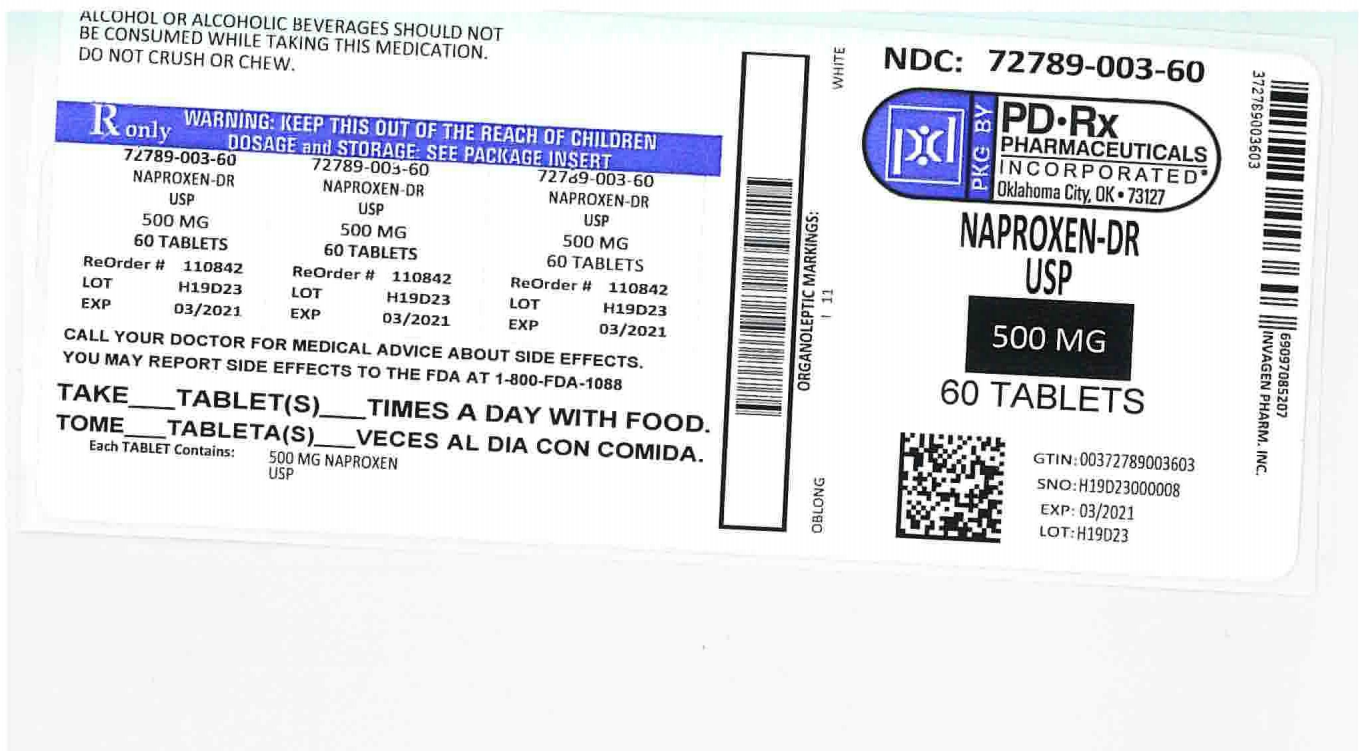 ALCOHOL OR ALCOHOLIC BEVERAGES SHOULD NOT
BE CONSUMED WHILE TAKING THIS MEDICATION.
DO NOT CRUSH OR CHEW.
Rx only WARNING: KEEP THIS OUT OF THE REACH OF CHILDREN
DOSAGE and STORAGE: SEE PACKAGE INSERT
72789-003-60 72789-003-60 72789-003-60
NAPROXEN-DR NAPROXEN-DR NAPROXEN-DR
USP USP USP
500 MG 500 MG 500 MG
60 TABLETS 60 TABLETS 60 TABLETS
ReOrder # 110842 ReOrder # 110842 ReOrder # 110842
LOT H19D23 LOT H19D23 LOT H19D23
EXP 03/2021 EXP 03/2021 EXP 03/2021
CALL YOUR DOCTOR FOR MEDICAL ADVICE ABOUT SIDE EFFECTS.
YOU MAY REPORT SIDE EFFECTS TO THE FDA AT 1-800-FDA-1088
TAKE___TABLET(S)___TIMES A DAY WITH FOOD.
TOME___TABLETA(S)___VECES AL DIA CON COMIDA.
Each TABLET Contains: 500 MG NAPROXEN
USP
ORGANOLEPTIC MARKINGS:
I 11
WHITE
OBLONG
NDC: 72789-003-60
PKG BY
PD•Rx
PHARMACEUTICALS
INCORPORATED®
Oklahoma City, OK • 73127
NAPROXEN-DR
USP
500 MG
60 TABLETS
GTIN: 00372789003603
SNO: H19D23000008
EXP: 03/2021
LOT: H19D23
372789003603
69097085207
INVAGEN PHARM. INC.